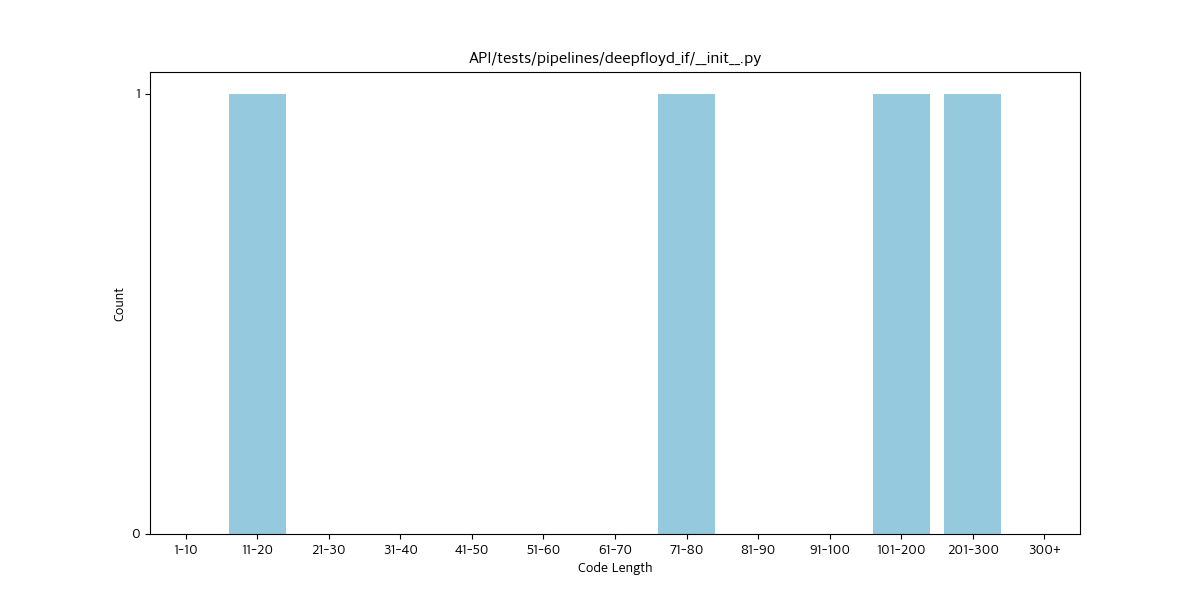 API/tests/pipelines/deepfloyd_if/__init__.py
Count
1
0
1-10 11-20 21-30 31-40 41-50 51-60 61-70 71-80 81-90 91-100 101-200 201-300 300+
Code Length